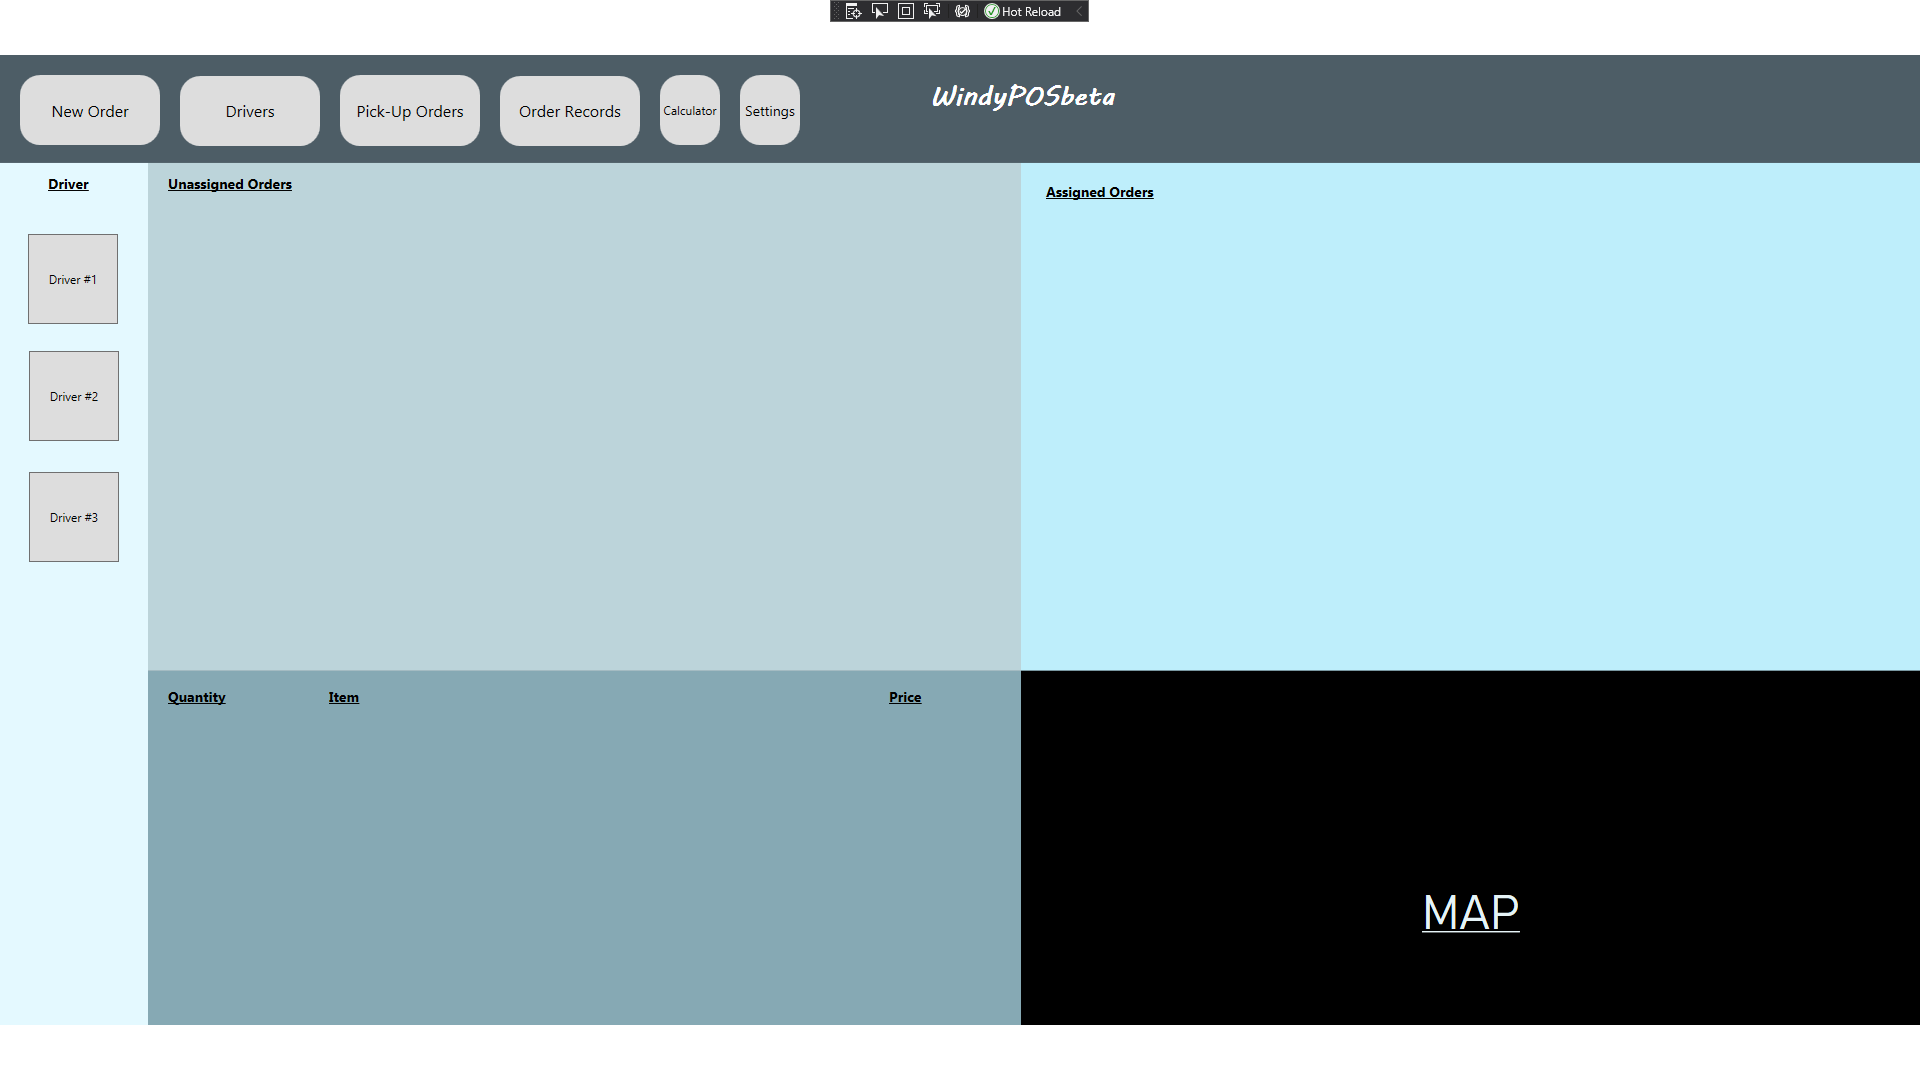 Hot Reload
New Order
Drivers
Pick-Up Orders
Order Records
Calculator
Settings
WindyPOSbeta
Driver
Unassigned Orders
Assigned Orders
Driver #1
Driver #2
Driver #3
Quantity
Item
Price
MAP